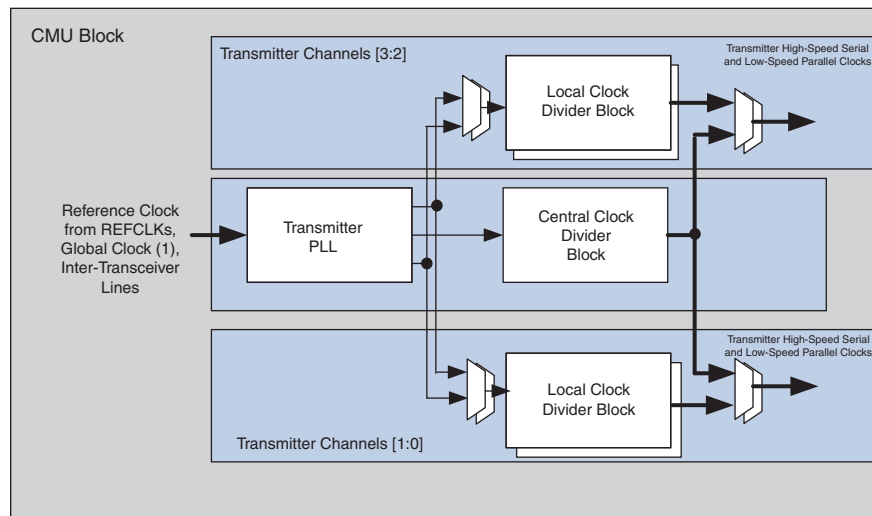 CMU Block
Transmitter Channels [3:2]
Transmitter High-Speed Serial
and Low-Speed Parallel Clocks
Local Clock
Divider Block
Reference Clock
from REFCLKs,
Global Clock (1),
Inter-Transceiver
Lines
Transmitter
PLL
Central Clock
Divider
Block
Transmitter High-Speed Serial
and Low-Speed Parallel Clocks
Local Clock
Divider Block
Transmitter Channels [1:0]